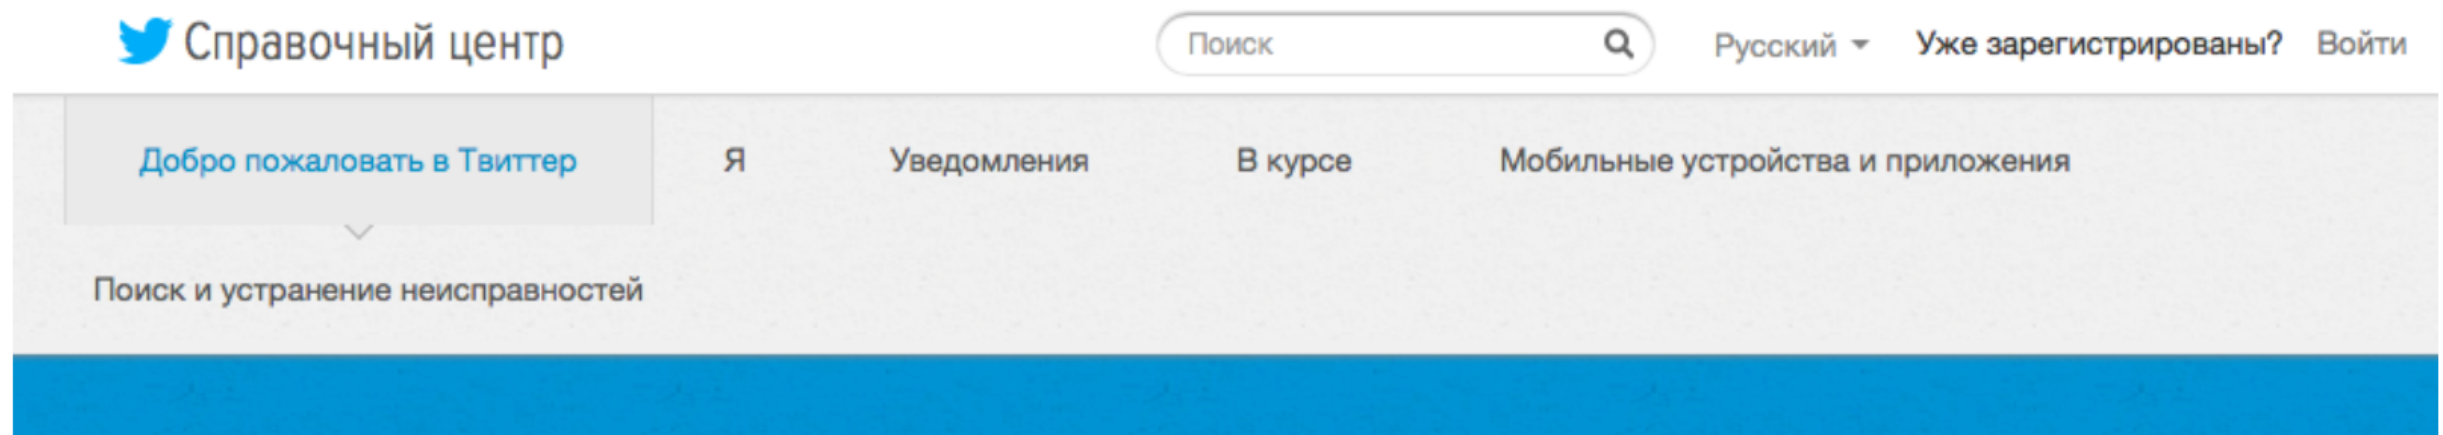 Справочный центр
Поиск
Русский
Уже зарегистрированы? Войти
Добро пожаловать в Твиттер
Я
Уведомления
В курсе
Мобильные устройства и приложения
Поиск и устранение неисправностей